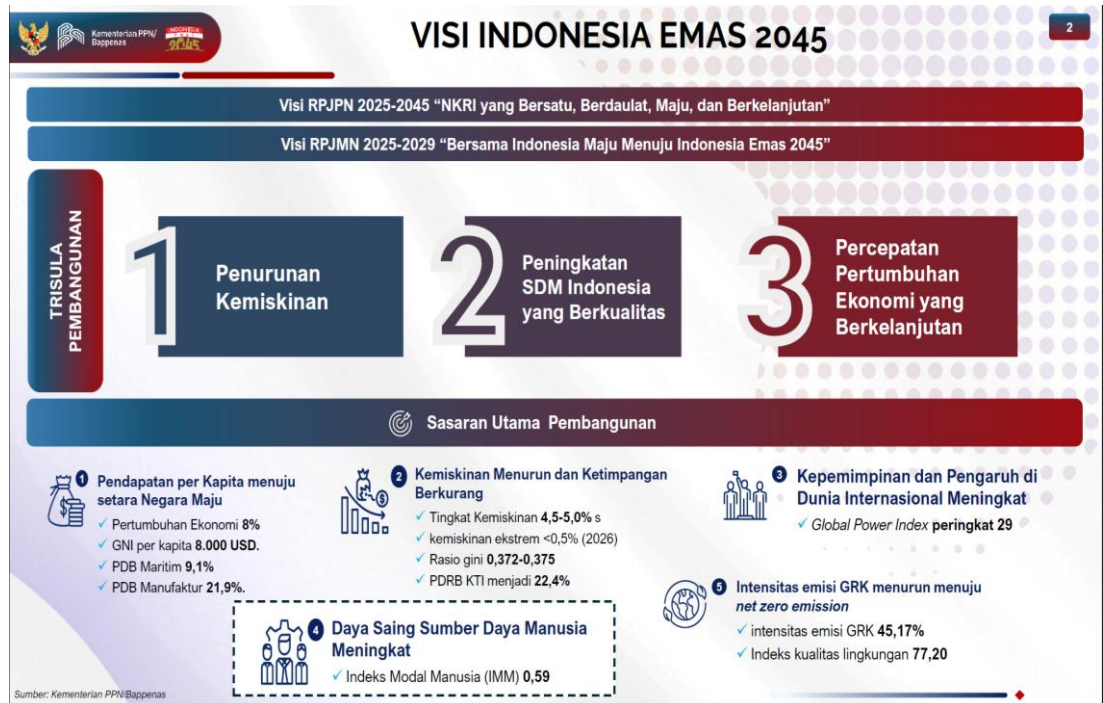 Kementerian PPN/
Bappenas
INDONESIA
EMAS
2045
VISI INDONESIA EMAS 2045
2
Visi RPJPN 2025-2045 “NKRI yang Bersatu, Berdaulat, Maju, dan Berkelanjutan”
Visi RPJMN 2025-2029 “Bersama Indonesia Maju Menuju Indonesia Emas 2045”
TRISULA
PEMBANGUNAN
1
Penurunan
Kemiskinan
2
Peningkatan
SDM Indonesia
yang Berkualitas
3
Percepatan
Pertumbuhan
Ekonomi yang
Berkelanjutan
Sasaran Utama Pembangunan
1 Pendapatan per Kapita menuju
setara Negara Maju
✓ Pertumbuhan Ekonomi 8%
✓ GNI per kapita 8.000 USD.
✓ PDB Maritim 9,1%
✓ PDB Manufaktur 21,9%.
2 Kemiskinan Menurun dan Ketimpangan
Berkurang
✓ Tingkat Kemiskinan 4,5-5,0% s
✓ kemiskinan ekstrem <0,5% (2026)
✓ Rasio gini 0,372-0,375
✓ PDRB KTI menjadi 22,4%
3 Kepemimpinan dan Pengaruh di
Dunia Internasional Meningkat
✓ Global Power Index peringkat 29
4 Daya Saing Sumber Daya Manusia
Meningkat
✓ Indeks Modal Manusia (IMM) 0,59
5 Intensitas emisi GRK menurun menuju
net zero emission
✓ intensitas emisi GRK 45,17%
✓ Indeks kualitas lingkungan 77,20
Sumber: Kementerian PPN/Bappenas